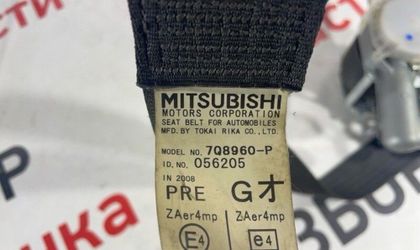 MITSUBISHI
MOTORS CORPORATION
SEAT BELT FOR AUTOMOBILES
MFD. BY TOKAI RIKA CO., LTD.
MODEL NO. 7Q8960-P
ID.NO. 056205
IN 2008
PRE Gオ
ZAer4mp ZAer4mp
E4 e4